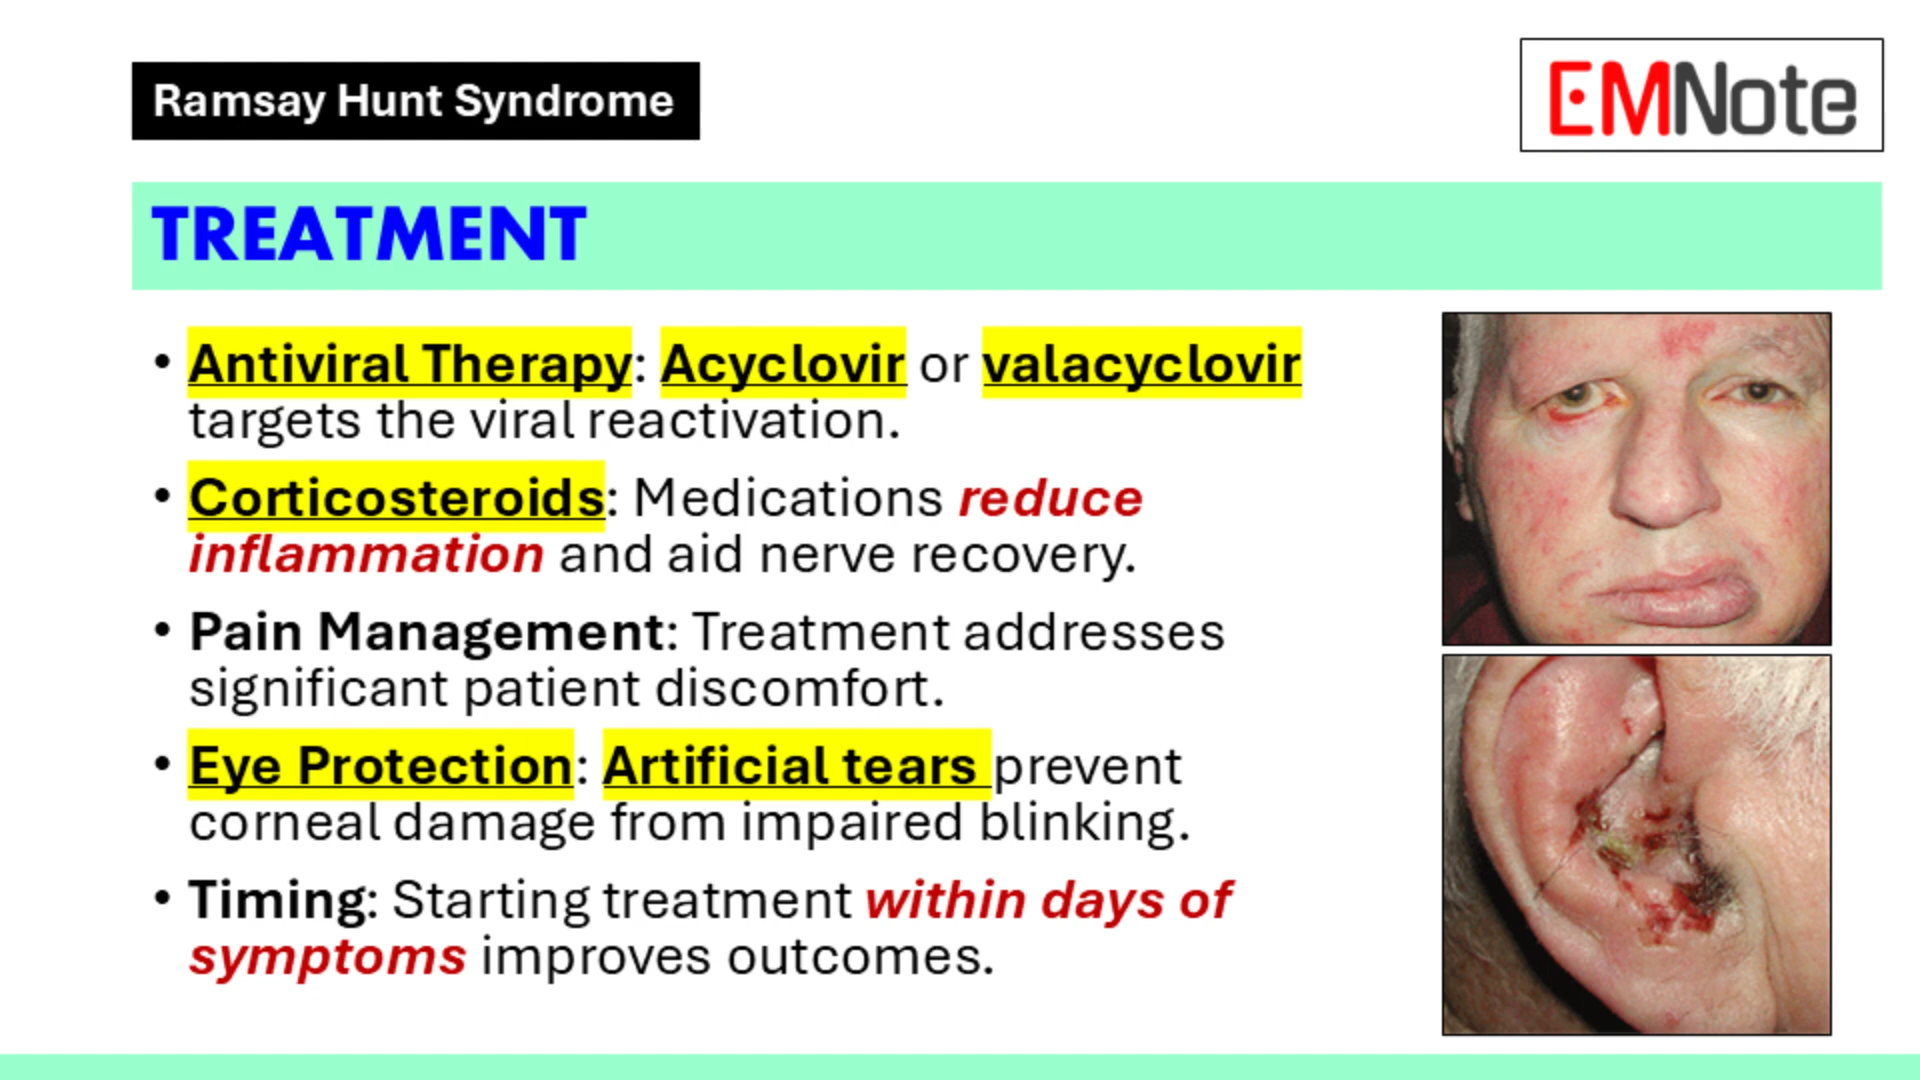 Ramsay Hunt Syndrome
EMNote
TREATMENT
• Antiviral Therapy: Acyclovir or valacyclovir
targets the viral reactivation.
• Corticosteroids: Medications reduce
inflammation and aid nerve recovery.
• Pain Management: Treatment addresses
significant patient discomfort.
• Eye Protection: Artificial tears prevent
corneal damage from impaired blinking.
• Timing: Starting treatment within days of
symptoms improves outcomes.